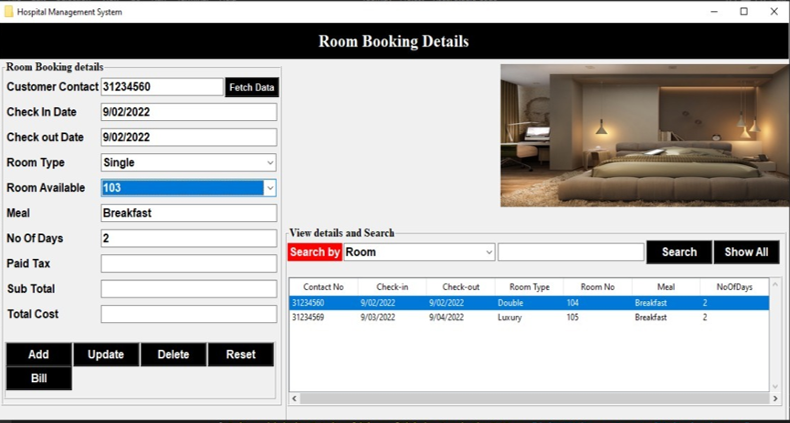 Hospital Management System
Room Booking Details
Room Booking details
Customer Contact 31234560 Fetch Data
Check In Date 9/02/2022
Check out Date 9/02/2022
Room Type Single
Room Available 103
Meal Breakfast
No Of Days 2
Paid Tax
Sub Total
Total Cost
Add Update Delete Reset
Bill
View details and Search
Search by Room Search Show All
Contact No Check-in Check-out Room Type Room No Meal NoOfDays
31234560 9/02/2022 9/02/2022 Double 104 Breakfast 2
31234569 9/03/2022 9/04/2022 Luxury 105 Breakfast 2